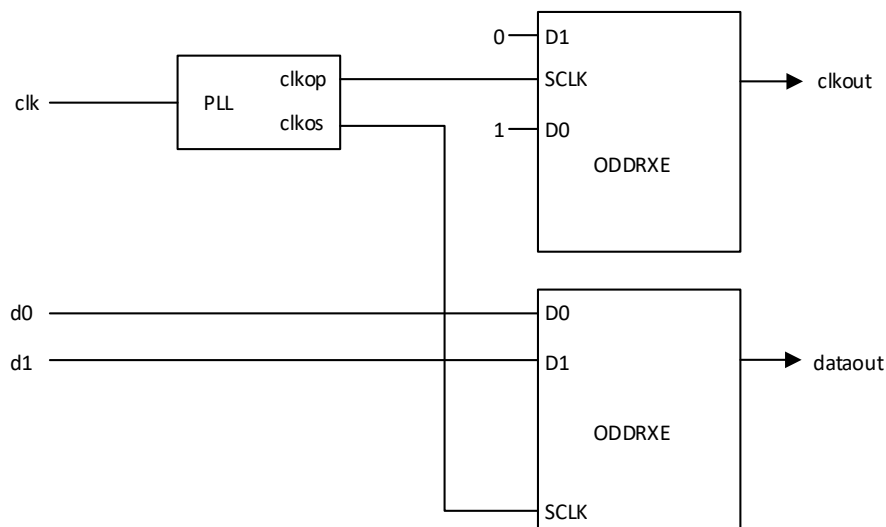 0
D1
clkop
SCLK
clkout
clk
PLL
clkos
1
D0
ODDRXE
d0
D0
d1
D1
dataout
ODDRXE
SCLK